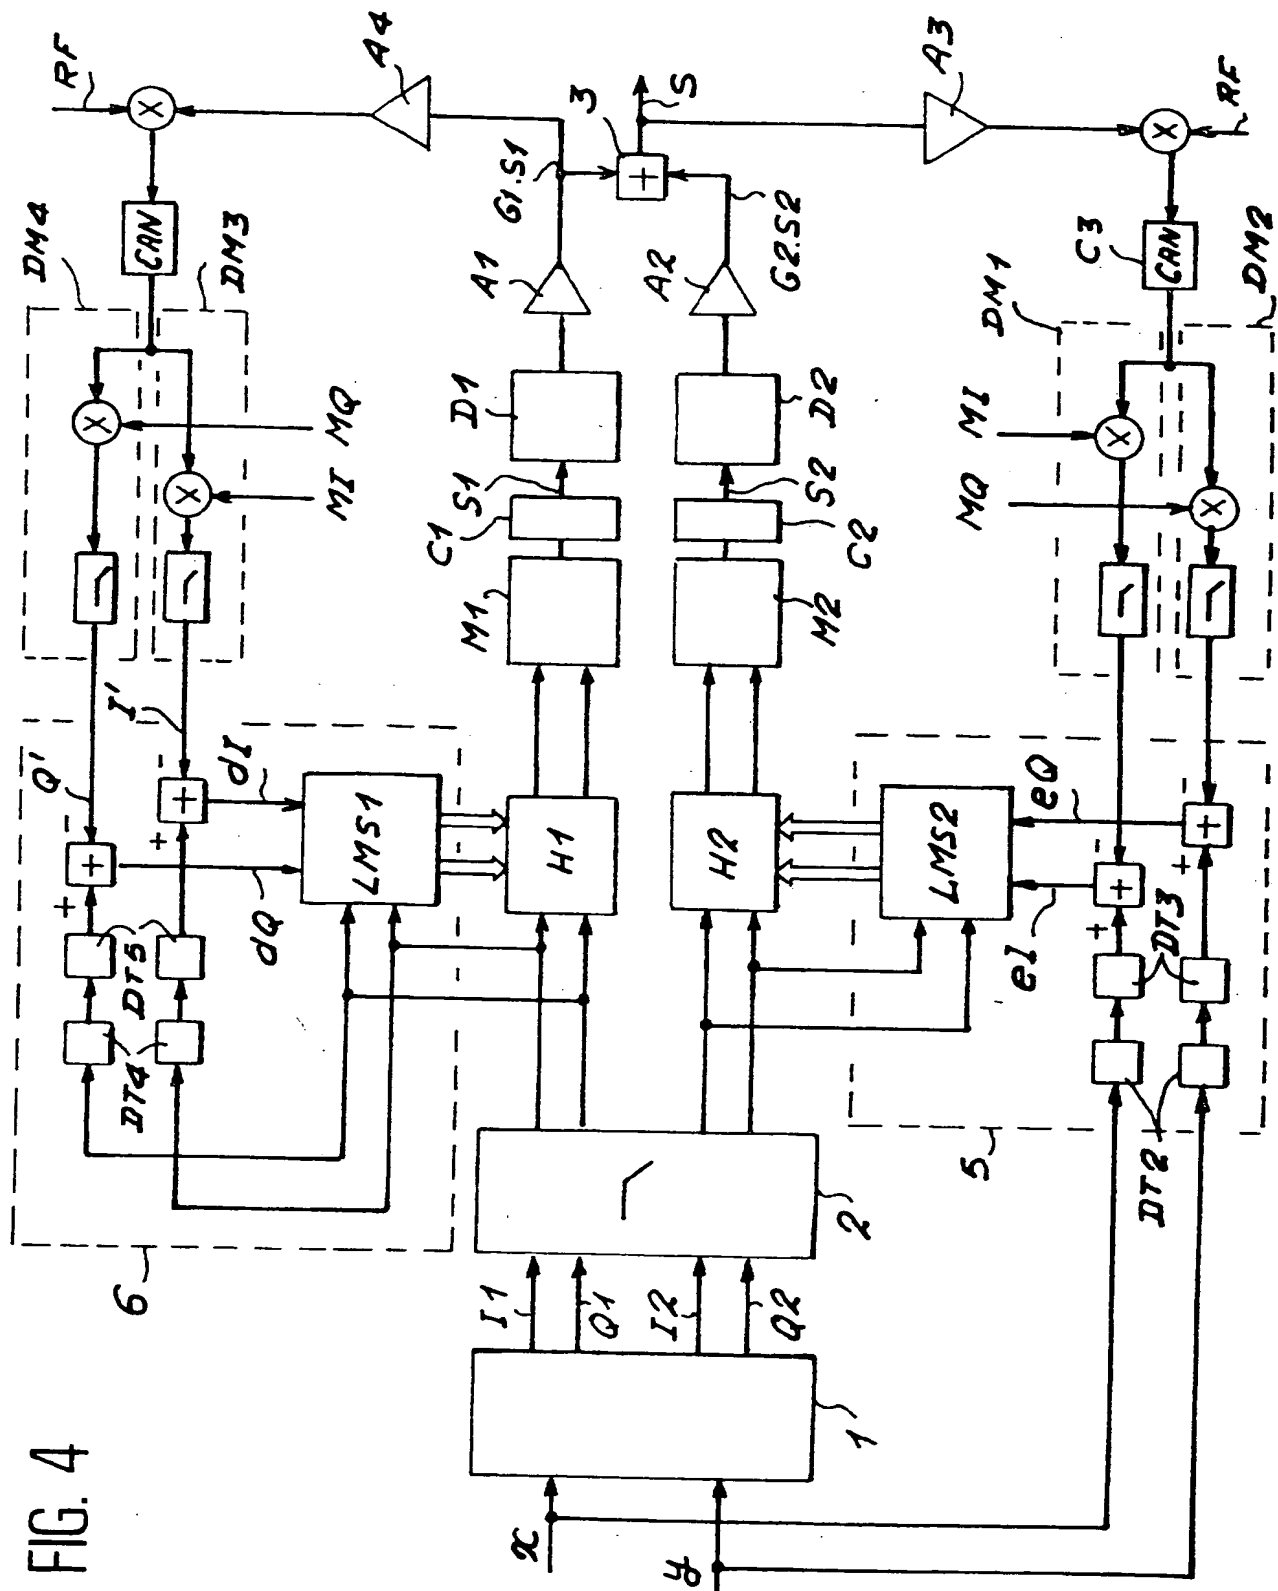 FIG. 4
x
y
1
I1
Q1
I2
Q2
2
6
DT4
DT5
Q'
I'
+
-
+
+
-
+
dQ
dI
LMS1
H1
H2
LMS2
eI
eQ
+
-
+
+
-
+
DT2
DT3
5
M1
C1
S1
D1
A1
G1.S1
M2
C2
S2
D2
A2
G2.S2
+
3
S
DM4
DM3
MQ
MI
X
X
CAN
X
RF
A4
A3
X
RF
C3
CAN
DM1
DM2
MI
MQ
X
X